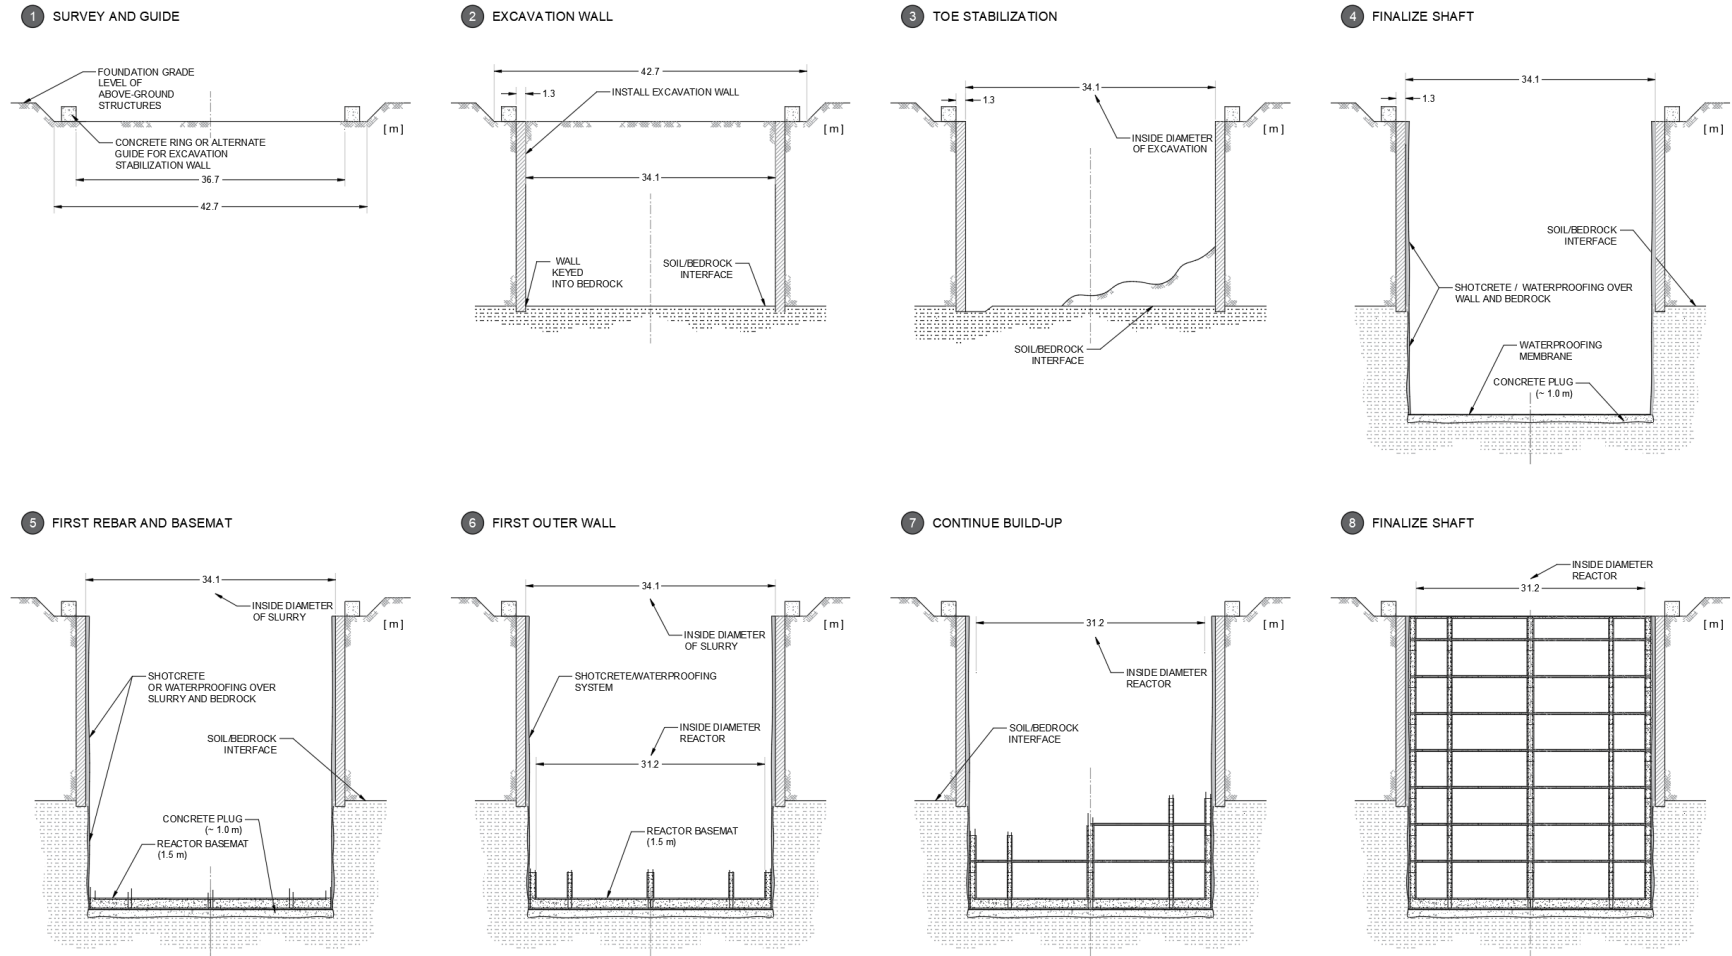 1 SURVEY AND GUIDE
FOUNDATION GRADE
LEVEL OF
ABOVE-GROUND
STRUCTURES
[ m ]
CONCRETE RING OR ALTERNATE
GUIDE FOR EXCAVATION
STABILIZATION WALL
36.7
42.7
2 EXCAVATION WALL
42.7
1.3
INSTALL EXCAVATION WALL
[ m ]
34.1
WALL
KEYED
INTO BEDROCK
SOIL/BEDROCK
INTERFACE
3 TOE STABILIZATION
34.1
1.3
[ m ]
INSIDE DIAMETER
OF EXCAVATION
SOIL/BEDROCK
INTERFACE
4 FINALIZE SHAFT
34.1
1.3
[ m ]
SOIL/BEDROCK
INTERFACE
SHOTCRETE / WATERPROOFING OVER
WALL AND BEDROCK
WATERPROOFING
MEMBRANE
CONCRETE PLUG
(~ 1.0 m)
5 FIRST REBAR AND BASEMAT
34.1
INSIDE DIAMETER
OF SLURRY
[ m ]
SHOTCRETE
OR WATERPROOFING OVER
SLURRY AND BEDROCK
SOIL/BEDROCK
INTERFACE
CONCRETE PLUG
(~ 1.0 m)
REACTOR BASEMAT
(1.5 m)
6 FIRST OUTER WALL
34.1
[ m ]
INSIDE DIAMETER
OF SLURRY
SHOTCRETE/WATERPROOFING
SYSTEM
INSIDE DIAMETER
REACTOR
31.2
REACTOR BASEMAT
(1.5 m)
7 CONTINUE BUILD-UP
31.2
[ m ]
INSIDE DIAMETER
REACTOR
SOIL/BEDROCK
INTERFACE
8 FINALIZE SHAFT
INSIDE DIAMETER
REACTOR
31.2
[ m ]